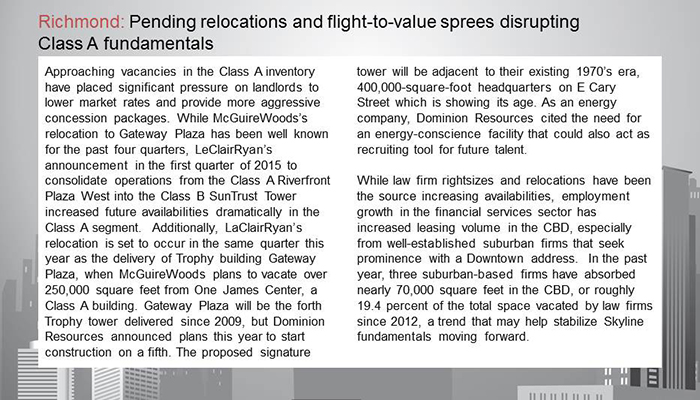 Richmond: Pending relocations and flight-to-value sprees disrupting
Class A fundamentals
Approaching vacancies in the Class A inventory
have placed significant pressure on landlords to
lower market rates and provide more aggressive
concession packages. While McGuireWoods's
relocation to Gateway Plaza has been well known
for the past four quarters, LeClairRyan's
announcement in the first quarter of 2015 to
consolidate operations from the Class A Riverfront
Plaza West into the Class B SunTrust Tower
increased future availabilities dramatically in the
Class A segment. Additionally, LaClairRyan's
relocation is set to occur in the same quarter this
year as the delivery of Trophy building Gateway
Plaza, when McGuireWoods plans to vacate over
250,000 square feet from One James Center, a
Class A building. Gateway Plaza will be the forth
Trophy tower delivered since 2009, but Dominion
Resources announced plans this year to start
construction on a fifth. The proposed signature
tower will be adjacent to their existing 1970's era,
400,000-square-foot headquarters on E Cary
Street which is showing its age. As an energy
company, Dominion Resources cited the need for
an energy-conscience facility that could also act as
recruiting tool for future talent.
While law firm rightsizes and relocations have been
the source increasing availabilities, employment
growth in the financial services sector has
increased leasing volume in the CBD, especially
from well-established suburban firms that seek
prominence with a Downtown address. In the past
year, three suburban-based firms have absorbed
nearly 70,000 square feet in the CBD, or roughly
19.4 percent of the total space vacated by law firms
since 2012, a trend that may help stabilize Skyline
fundamentals moving forward.